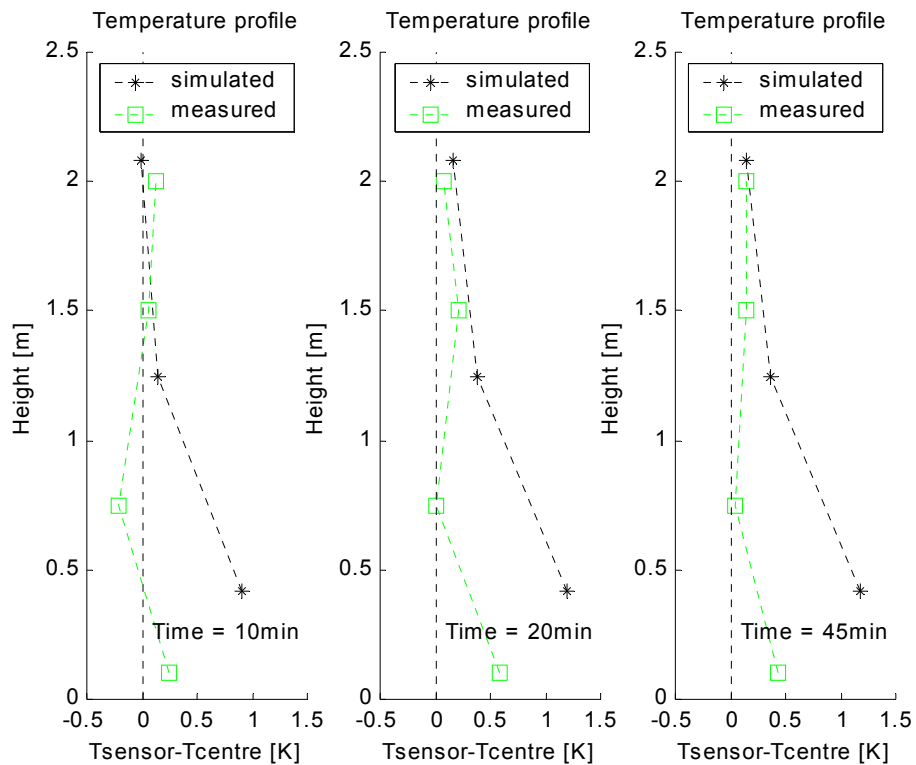 Temperature profile
2.5
simulated
measured
2
1.5
Height [m]
1
0.5
Time = 10min
0
-0.5 0 0.5 1 1.5
Tsensor-Tcentre [K]
Temperature profile
2.5
simulated
measured
2
1.5
Height [m]
1
0.5
Time = 20min
0
-0.5 0 0.5 1 1.5
Tsensor-Tcentre [K]
Temperature profile
2.5
simulated
measured
2
1.5
Height [m]
1
0.5
Time = 45min
0
-0.5 0 0.5 1 1.5
Tsensor-Tcentre [K]